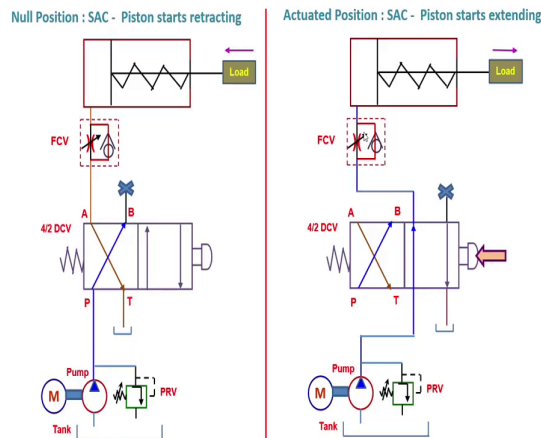 Null Position : SAC - Piston starts retracting
Load
FCV
A
B
4/2 DCV
P
T
Pump
M
PRV
Tank
Actuated Position : SAC - Piston starts extending
Load
FCV
A
B
4/2 DCV
P
T
Pump
M
PRV
Tank